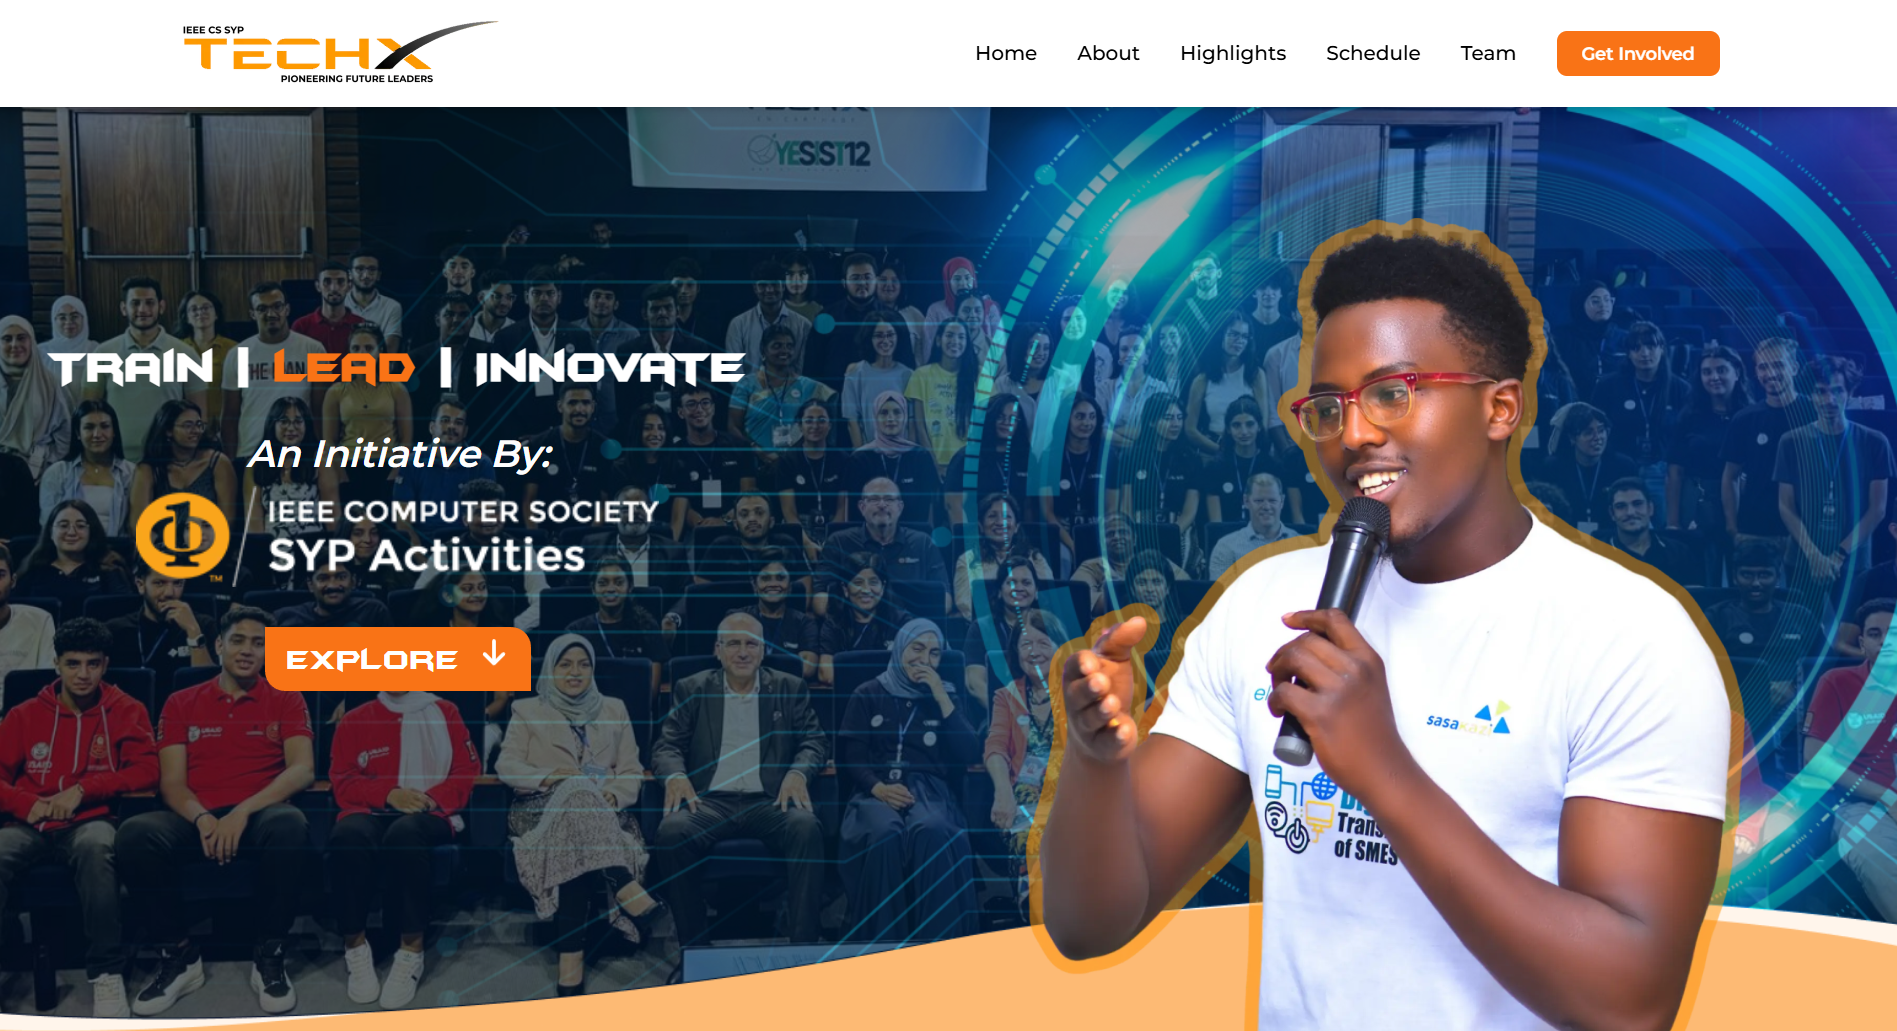 IEEE CS SYP
TECHX
PIONEERING FUTURE LEADERS
Home
About
Highlights
Schedule
Team
Get Involved
YESIST12
TRAIN | LEAD | INNOVATE
An Initiative By:
IEEE COMPUTER SOCIETY
SYP Activities
TM
EXPLORE
sasakazi
of SMEs